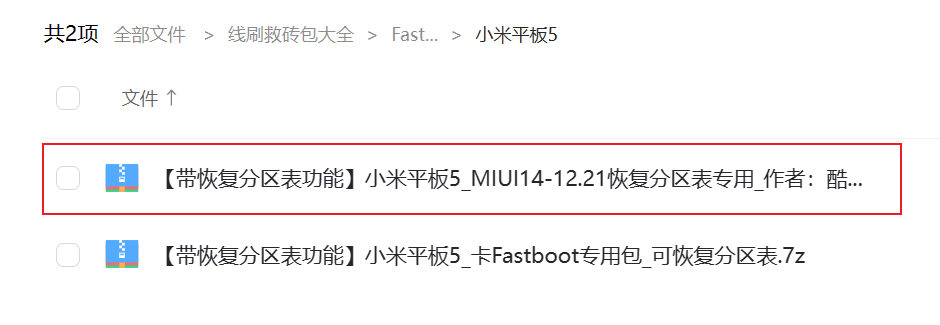 共2项 全部文件 > 线刷救砖包大全 > Fast... > 小米平板5
文件 ↑
【带恢复分区表功能】小米平板5_MIUI14-12.21恢复分区表专用_作者：酷...
【带恢复分区表功能】小米平板5_卡Fastboot专用包_可恢复分区表.7z